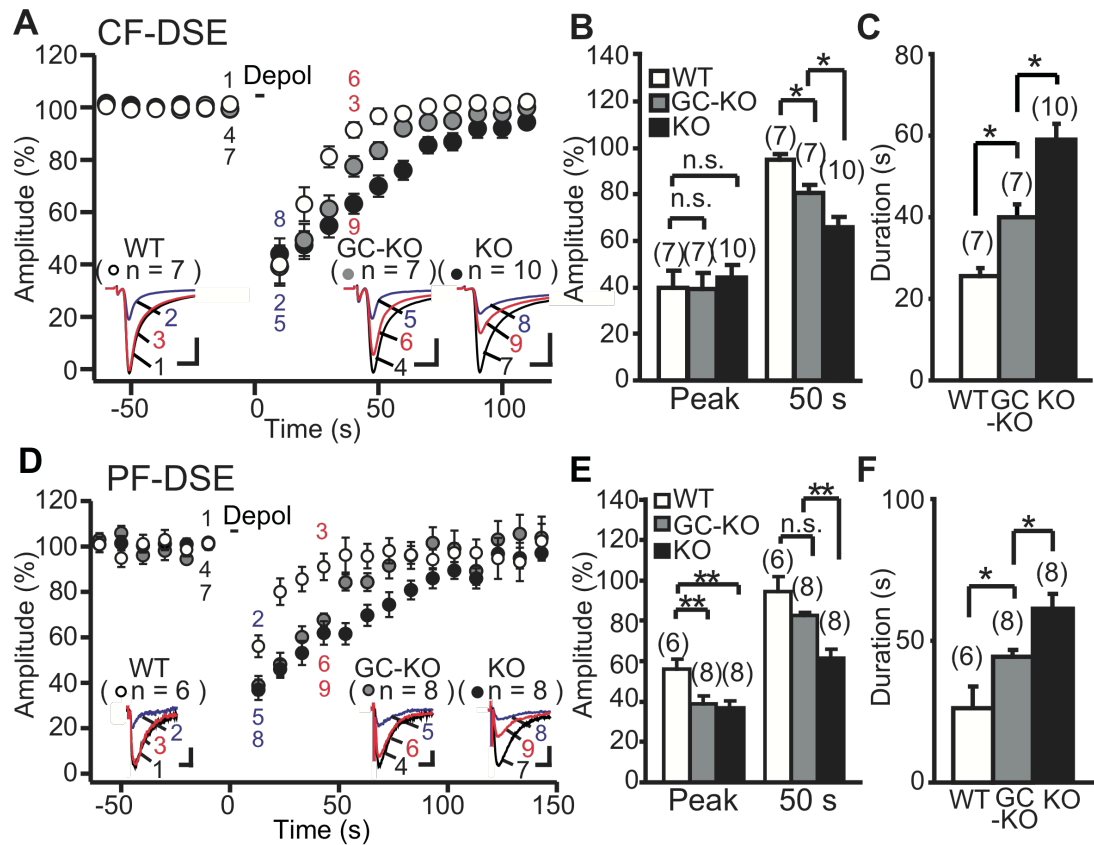 A
CF-DSE
120
100
80
60
40
20
0
Amplitude (%)
-50
0
50
100
Time (s)
1
Depol
4
7
6
3
8
9
2
5
WT
( n = 7 )
GC-KO
( n = 7 )
KO
( n = 10 )
2
3
1
5
6
4
8
9
7
B
140
120
100
80
60
40
20
0
Amplitude (%)
WT
GC-KO
KO
*
*
n.s.
n.s.
(7)
(7)
(10)
(7)
(7)
(10)
Peak
50 s
C
80
60
40
20
0
Duration (s)
*
*
(7)
(7)
(10)
WT GC KO
-KO
D
PF-DSE
120
100
80
60
40
20
0
Amplitude (%)
-50
0
50
100
150
Time (s)
1
Depol
4
7
3
2
6
9
5
8
WT
( n = 6 )
GC-KO
( n = 8 )
KO
( n = 8 )
2
3
1
5
6
4
8
9
7
E
140
120
100
80
60
40
20
0
Amplitude (%)
WT
GC-KO
KO
**
n.s.
**
**
(6)
(8)
(8)
(6)
(8)
(8)
Peak
50 s
F
100
50
0
Duration (s)
*
*
(6)
(8)
(8)
WT GC KO
-KO